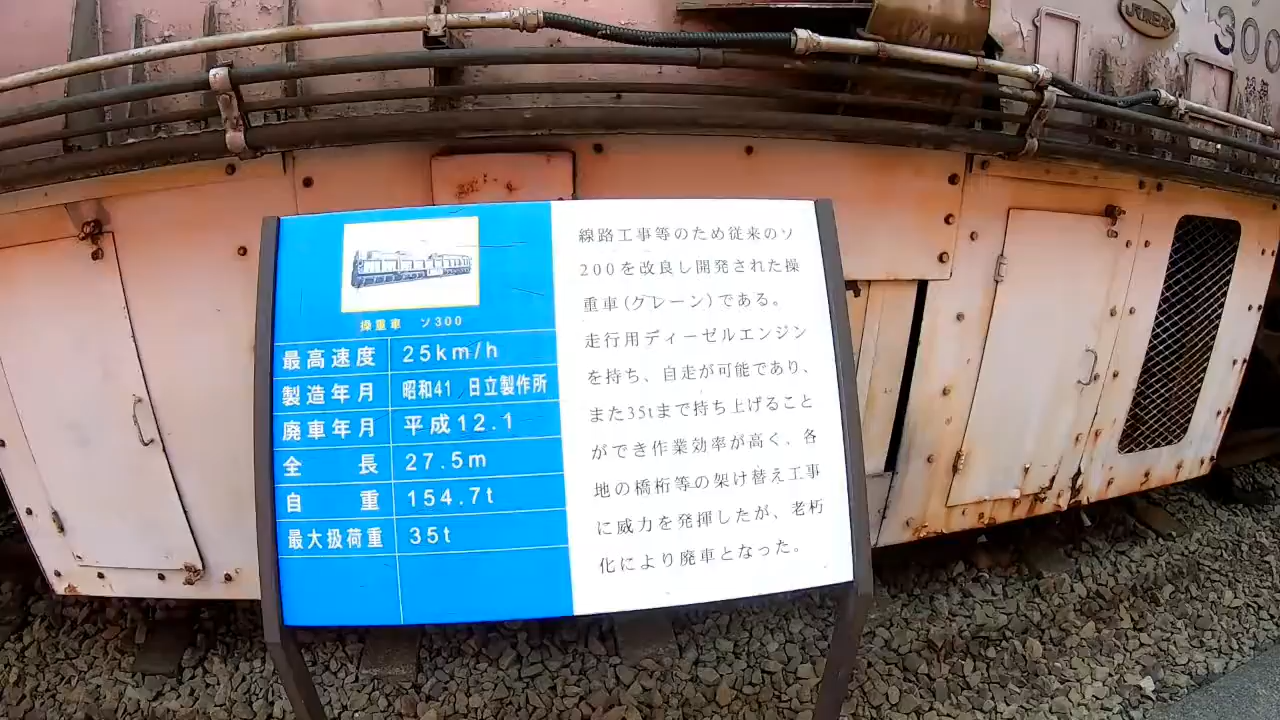 JR東日本
300
操重車 ソ300
最高速度 25km/h
製造年月 昭和41 日立製作所
廃車年月 平成12.1
全長 27.5m
自重 154.7t
最大扱荷重 35t
線路工事等のため従来のソ
200を改良し開発された操
重車(クレーン)である。
走行用ディーゼルエンジン
を持ち、自走が可能であり、
また35tまで持ち上げること
ができ作業効率が高く、各
地の橋桁等の架け替え工事
に威力を発揮したが、老朽
化により廃車となった。